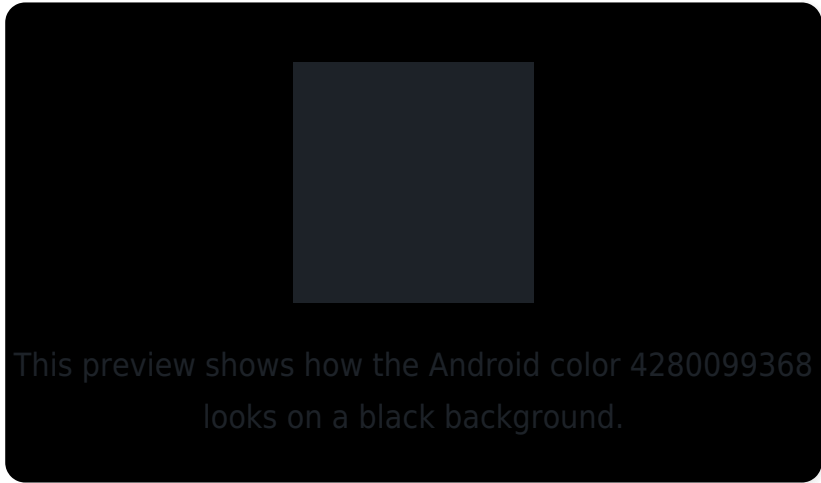 This preview shows how the Android color 4280099368
looks on a black background.